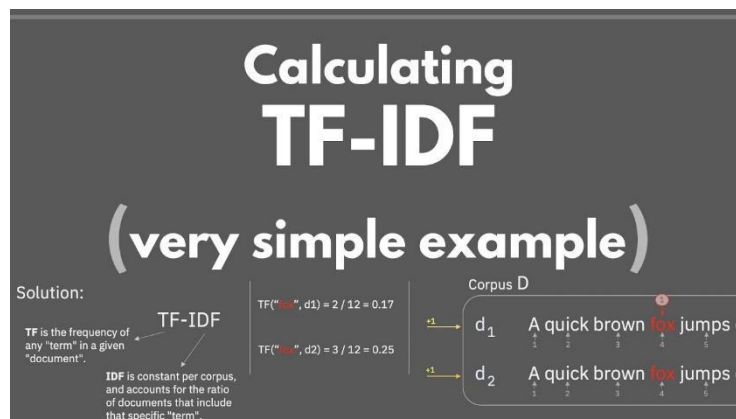 Calculating
TF-IDF
(very simple example)
Solution:
TF-IDF
TF is the frequency of
any "term" in a given
"document".
IDF is constant per corpus,
and accounts for the ratio
of documents that include
that specific "term".
TF("fox", d1) = 2 / 12 = 0.17
TF("fox", d2) = 3 / 12 = 0.25
Corpus D
1
+1 d1 A quick brown fox jumps
1 2 3 4 5
+1 d2 A quick brown fox jumps
1 2 3 4 5